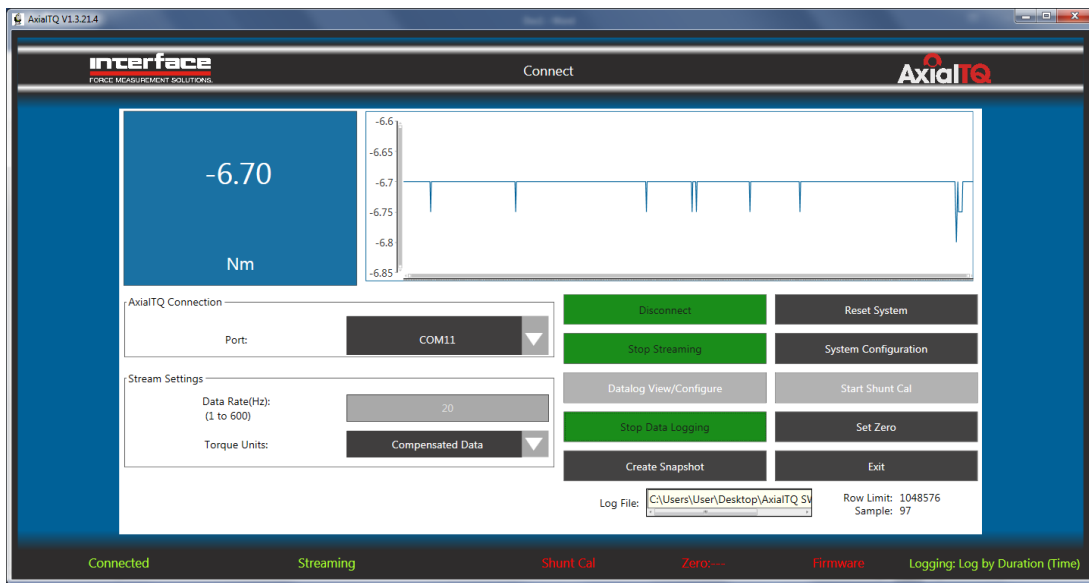 AxialTQ V1.3.21.4
interface
FORCE MEASUREMENT SOLUTIONS.
Connect
AxialTQ
-6.70
Nm
-6.6
-6.65
-6.7
-6.75
-6.8
-6.85
AxialTQ Connection
Port:
COM11
Stream Settings
Data Rate(Hz):
(1 to 600)
20
Torque Units:
Compensated Data
Disconnect
Reset System
Stop Streaming
System Configuration
Datalog View/Configure
Start Shunt Cal
Stop Data Logging
Set Zero
Create Snapshot
Exit
Log File:
C:\Users\User\Desktop\AxialTQ SV
Row Limit: 1048576
Sample: 97
Connected
Streaming
Shunt Cal
Zero:---
Firmware
Logging: Log by Duration (Time)